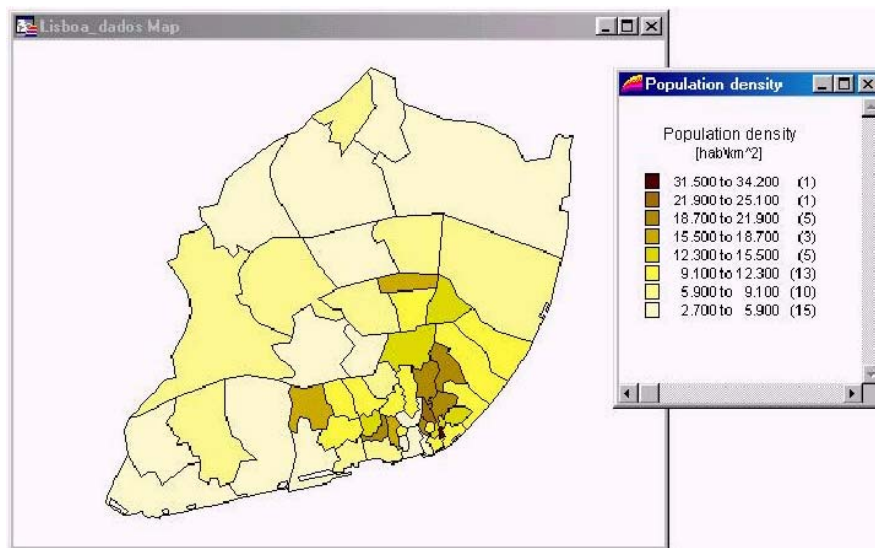 Lisboa_dados Map
Population density
Population density
[hab\km^2]
31.500 to 34.200 (1)
21.900 to 25.100 (1)
18.700 to 21.900 (5)
15.500 to 18.700 (3)
12.300 to 15.500 (5)
9.100 to 12.300 (13)
5.900 to 9.100 (10)
2.700 to 5.900 (15)